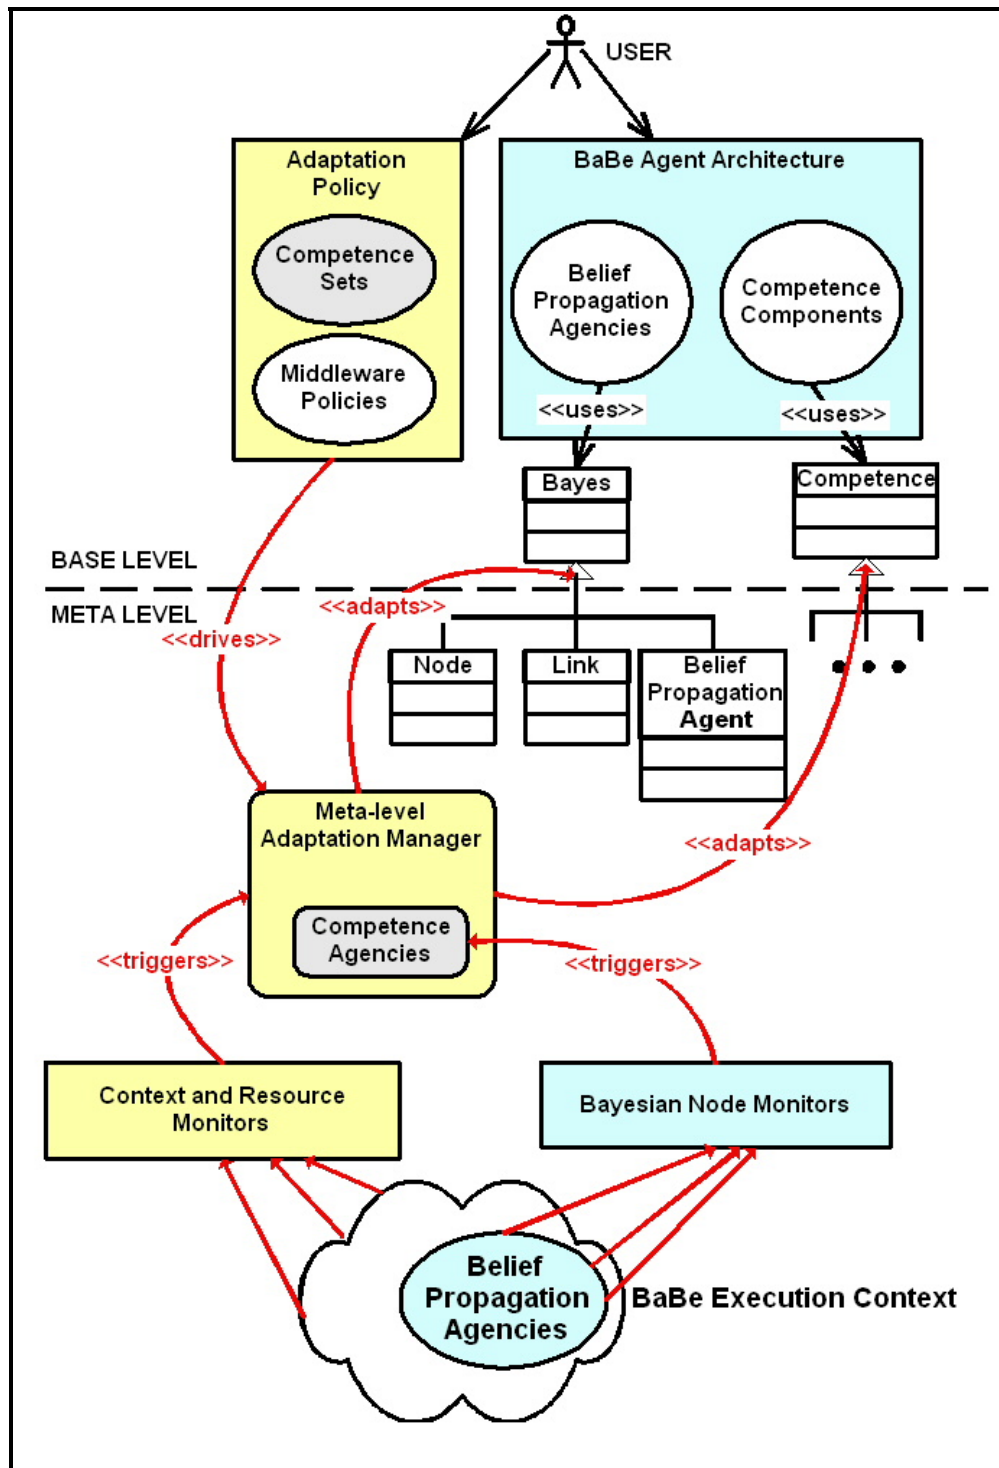 USER
Adaptation
Policy
BaBe Agent Architecture
Competence
Sets
Belief
Propagation
Agencies
Competence
Components
Middleware
Policies
<<uses>>
<<uses>>
Bayes
Competence
BASE LEVEL
META LEVEL
<<adapts>>
<<drives>>
Node
Link
Belief
Propagation
Agent
Meta-level
Adaptation Manager
<<adapts>>
Competence
Agencies
<<triggers>>
<<triggers>>
Context and Resource
Monitors
Bayesian Node Monitors
Belief
Propagation
Agencies
BaBe Execution Context